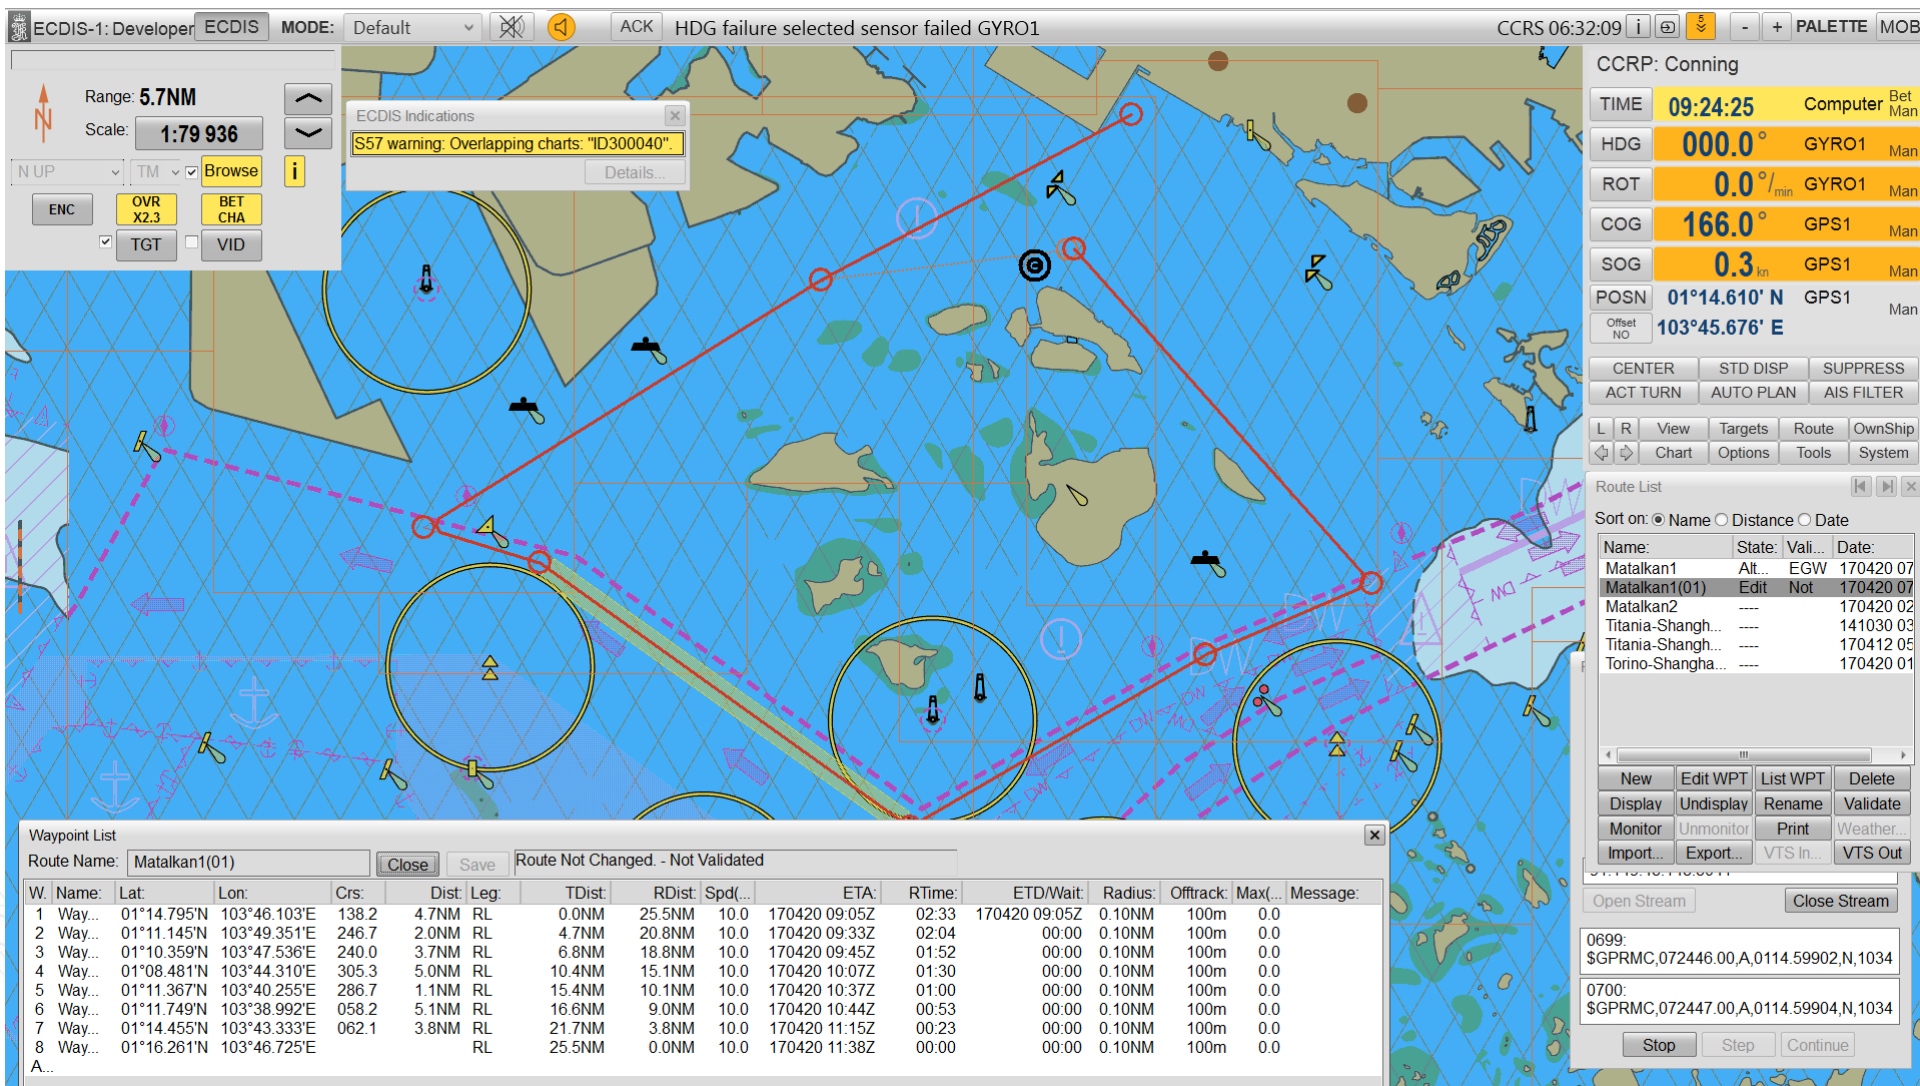 ECDIS-1: Developer ECDIS MODE: Default ACK HDG failure selected sensor failed GYRO1 CCRS 06:32:09 i 5 - + PALETTE MOB
N
Range: 5.7NM
Scale: 1:79 936
N UP TM Browse i
ENC OVR X2.3 BET CHA
TGT VID
ECDIS Indications
S57 warning: Overlapping charts: "ID300040".
Details...
CCRP: Conning
TIME 09:24:25 Computer Bet Man
HDG 000.0° GYRO1 Man
ROT 0.0°/min GYRO1 Man
COG 166.0° GPS1 Man
SOG 0.3 kn GPS1 Man
POSN 01°14.610' N GPS1 Man
Offset NO 103°45.676' E
CENTER STD DISP SUPPRESS
ACT TURN AUTO PLAN AIS FILTER
L R View Targets Route OwnShip
Chart Options Tools System
Route List
Sort on: Name Distance Date
Name: State: Vali... Date:
Matalkan1 Alt... EGW 170420 07
Matalkan1(01) Edit Not 170420 07
Matalkan2 ---- 170420 02
Titania-Shangh... ---- 141030 03
Titania-Shangh... ---- 170412 05
Torino-Shangha... ---- 170420 01
New Edit WPT List WPT Delete
Display Undisplay Rename Validate
Monitor Unmonitor Print Weather...
Import... Export... VTS In... VTS Out
Open Stream Close Stream
0699:
$GPRMC,072446.00,A,0114.59902,N,1034
0700:
$GPRMC,072447.00,A,0114.59904,N,1034
Stop Step Continue
DW
DW
DW
DW
DW
DW
Waypoint List
Route Name: Matalkan1(01) Close Save Route Not Changed. - Not Validated
W. Name: Lat: Lon: Crs: Dist: Leg: TDist: RDist: Spd(... ETA: RTime: ETD/Wait: Radius: Offtrack: Max(... Message:
1 Way... 01°14.795'N 103°46.103'E 138.2 4.7NM RL 0.0NM 25.5NM 10.0 170420 09:05Z 02:33 170420 09:05Z 0.10NM 100m 0.0
2 Way... 01°11.145'N 103°49.351'E 246.7 2.0NM RL 4.7NM 20.8NM 10.0 170420 09:33Z 02:04 00:00 0.10NM 100m 0.0
3 Way... 01°10.359'N 103°47.536'E 240.0 3.7NM RL 6.8NM 18.8NM 10.0 170420 09:45Z 01:52 00:00 0.10NM 100m 0.0
4 Way... 01°08.481'N 103°44.310'E 305.3 5.0NM RL 10.4NM 15.1NM 10.0 170420 10:07Z 01:30 00:00 0.10NM 100m 0.0
5 Way... 01°11.367'N 103°40.255'E 286.7 1.1NM RL 15.4NM 10.1NM 10.0 170420 10:37Z 01:00 00:00 0.10NM 100m 0.0
6 Way... 01°11.749'N 103°38.992'E 058.2 5.1NM RL 16.6NM 9.0NM 10.0 170420 10:44Z 00:53 00:00 0.10NM 100m 0.0
7 Way... 01°14.455'N 103°43.333'E 062.1 3.8NM RL 21.7NM 3.8NM 10.0 170420 11:15Z 00:23 00:00 0.10NM 100m 0.0
8 Way... 01°16.261'N 103°46.725'E RL 25.5NM 0.0NM 10.0 170420 11:38Z 00:00 00:00 0.10NM 100m 0.0
A...